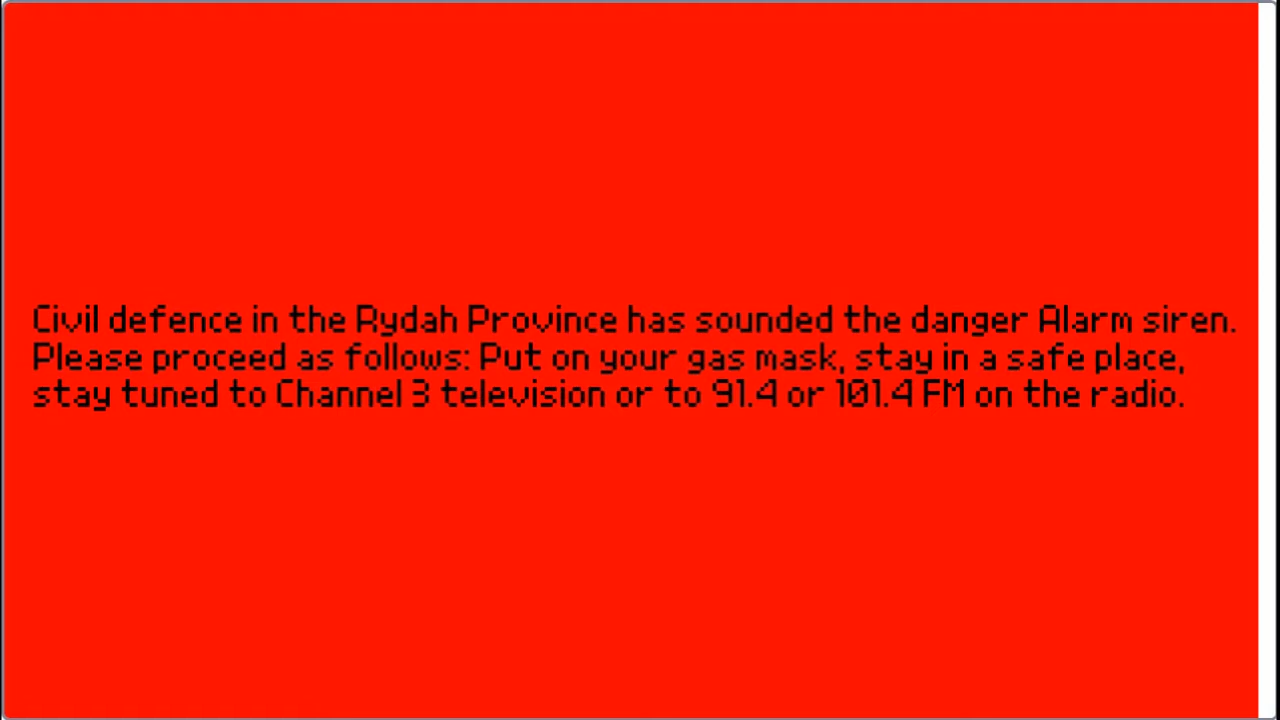 Civil defence in the Rydah Province has sounded the danger Alarm siren.
Please proceed as follows: Put on your gas mask, stay in a safe place,
stay tuned to Channel 3 television or to 91.4 or 101.4 FM on the radio.